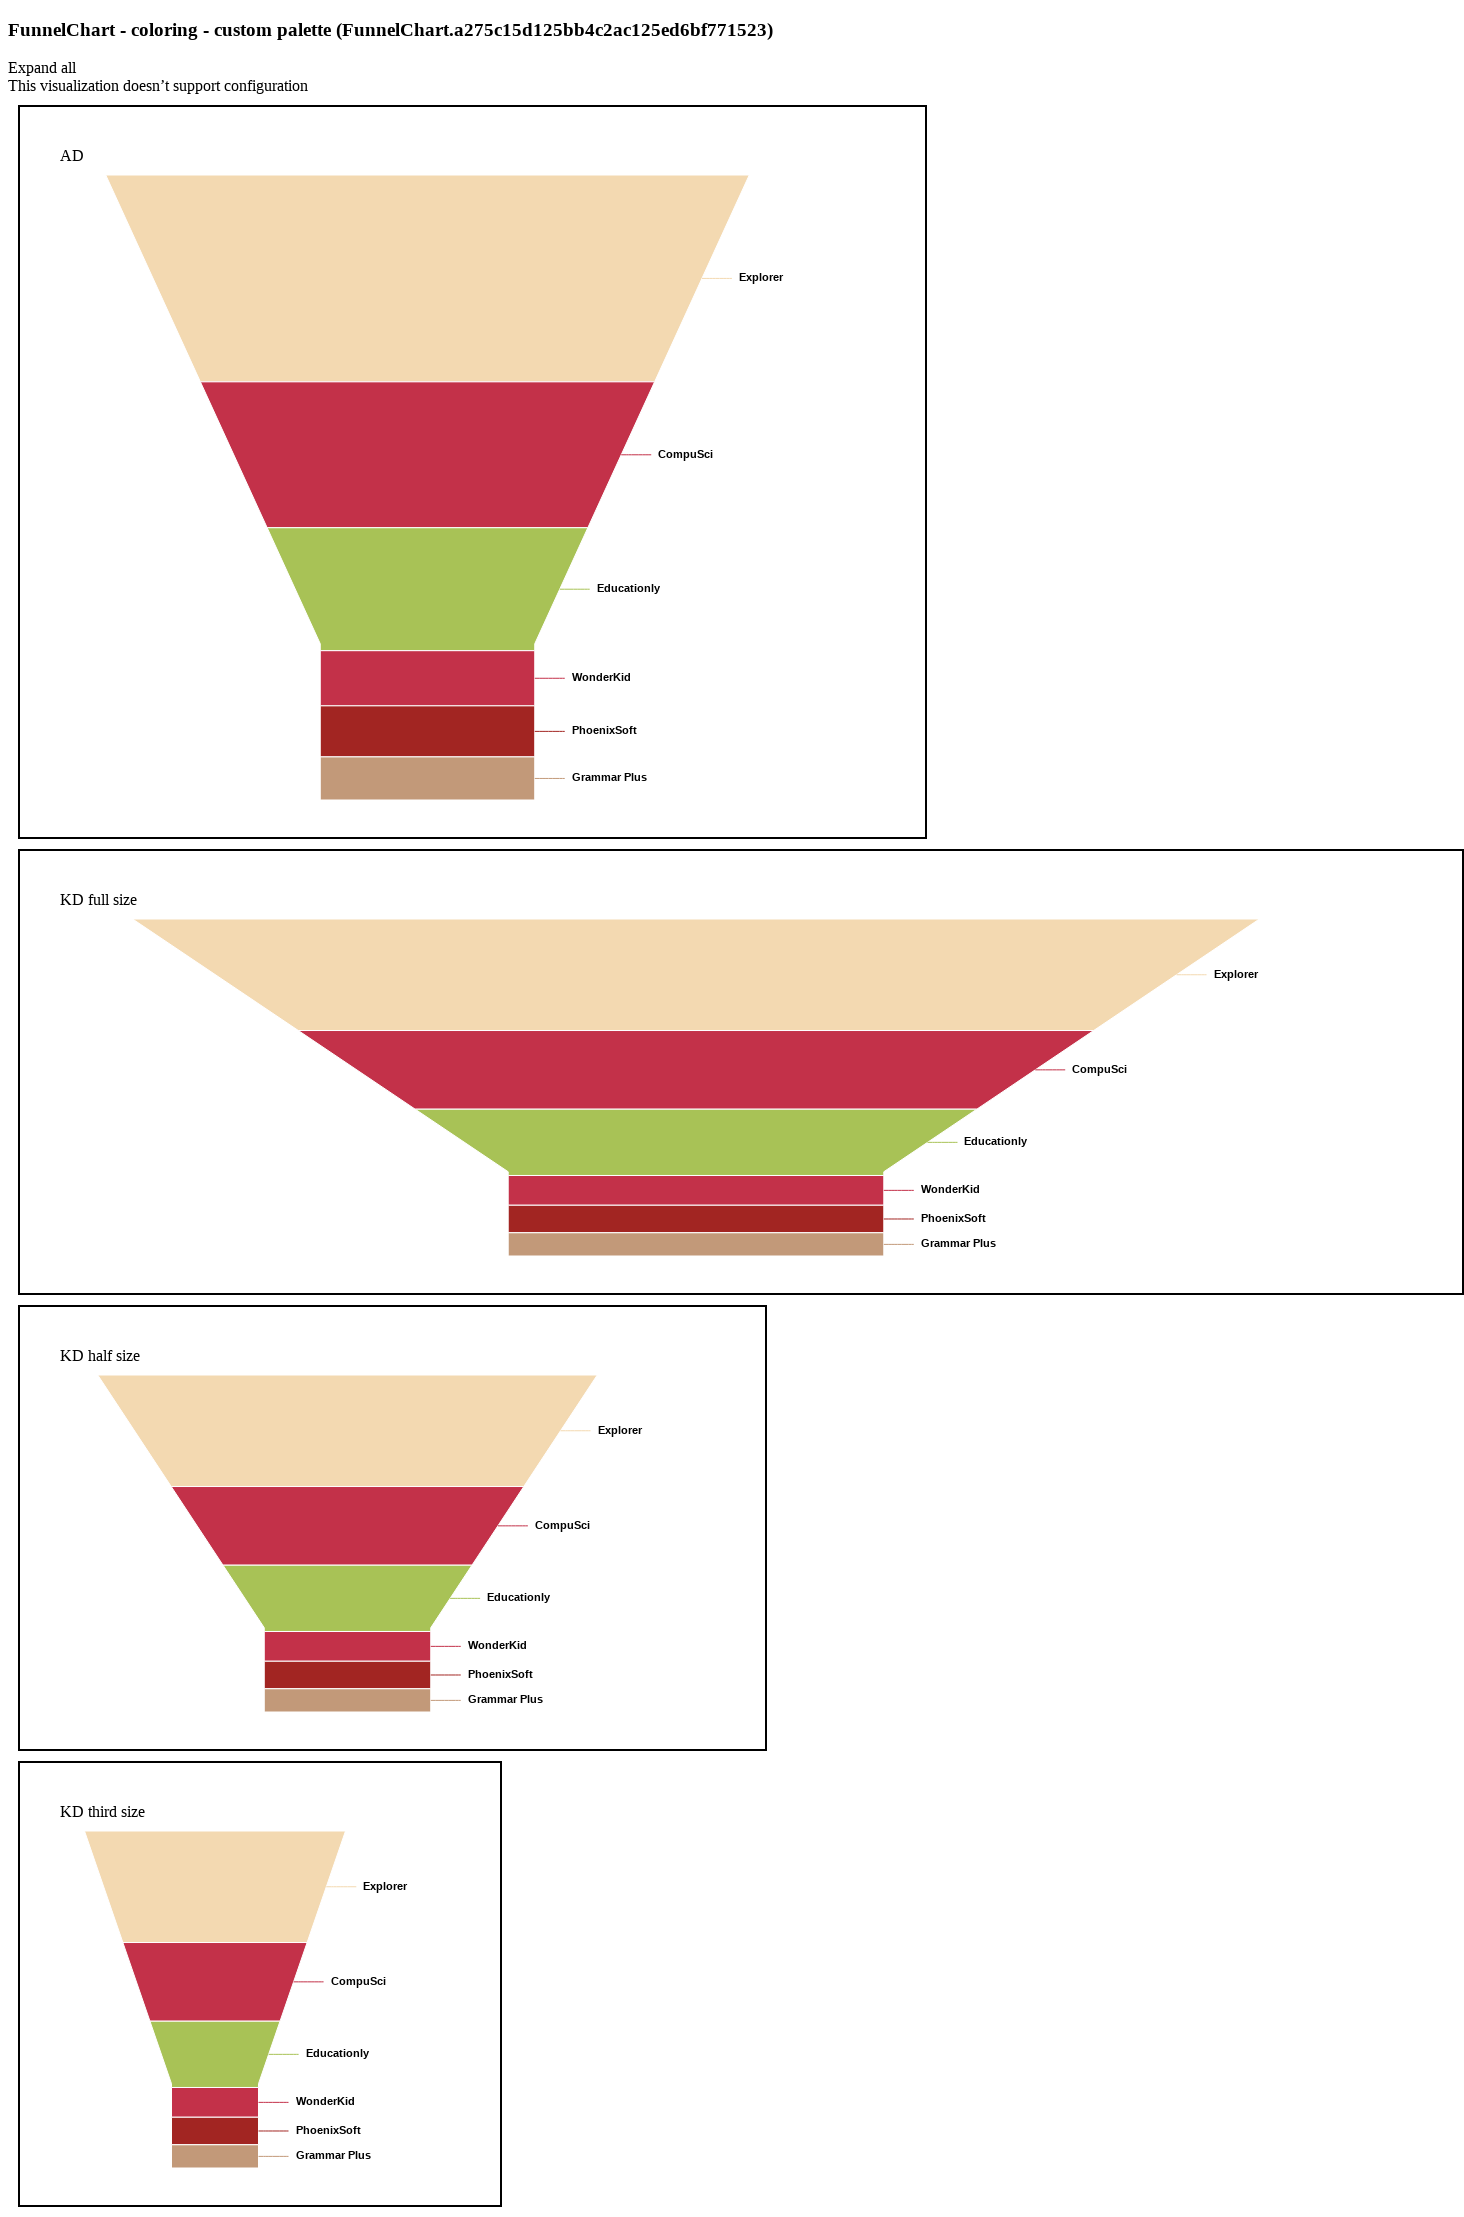 FunnelChart - coloring - custom palette (FunnelChart.a275c15d125bb4c2ac125ed6bf771523)
Expand all
This visualization doesn’t support configuration
AD
Explorer
CompuSci
Educationly
WonderKid
PhoenixSoft
Grammar Plus
KD full size
Explorer
CompuSci
Educationly
WonderKid
PhoenixSoft
Grammar Plus
KD half size
Explorer
CompuSci
Educationly
WonderKid
PhoenixSoft
Grammar Plus
KD third size
Explorer
CompuSci
Educationly
WonderKid
PhoenixSoft
Grammar Plus